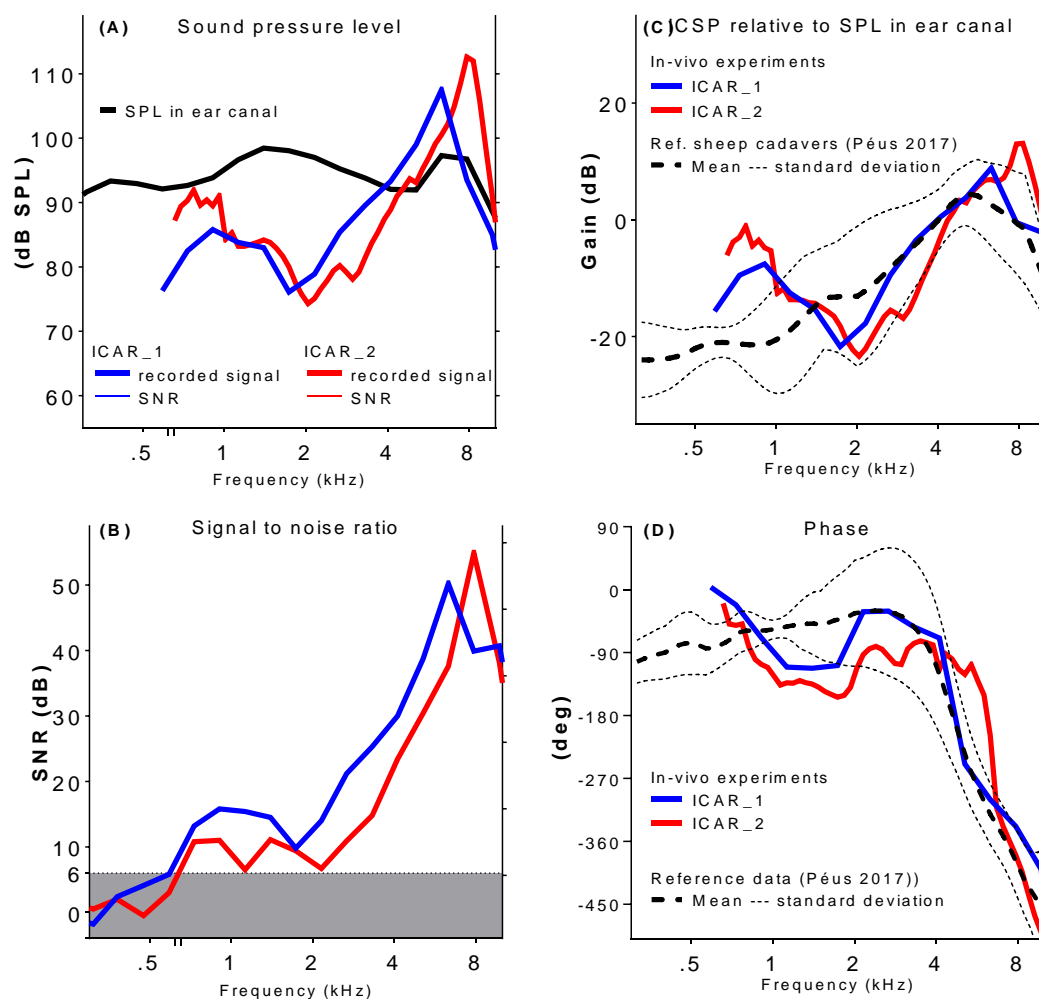 (A) Sound pressure level
110
100
90
80
70
60
(dB SPL)
SPL in ear canal
ICAR_1 ICAR_2
recorded signal recorded signal
SNR SNR
.5 1 2 4 8
Frequency (kHz)
(C) ICSP relative to SPL in ear canal
In-vivo experiments
ICAR_1
ICAR_2
Ref. sheep cadavers (Péus 2017)
Mean --- standard deviation
20
0
-20
Gain (dB)
.5 1 2 4 8
Frequency (kHz)
(B) Signal to noise ratio
50
40
30
20
10
6
0
SNR (dB)
.5 1 2 4 8
Frequency (kHz)
(D) Phase
90
0
-90
-180
-270
-360
-450
(deg)
In-vivo experiments
ICAR_1
ICAR_2
Reference data (Péus 2017))
Mean --- standard deviation
.5 1 2 4 8
Frequency (kHz)